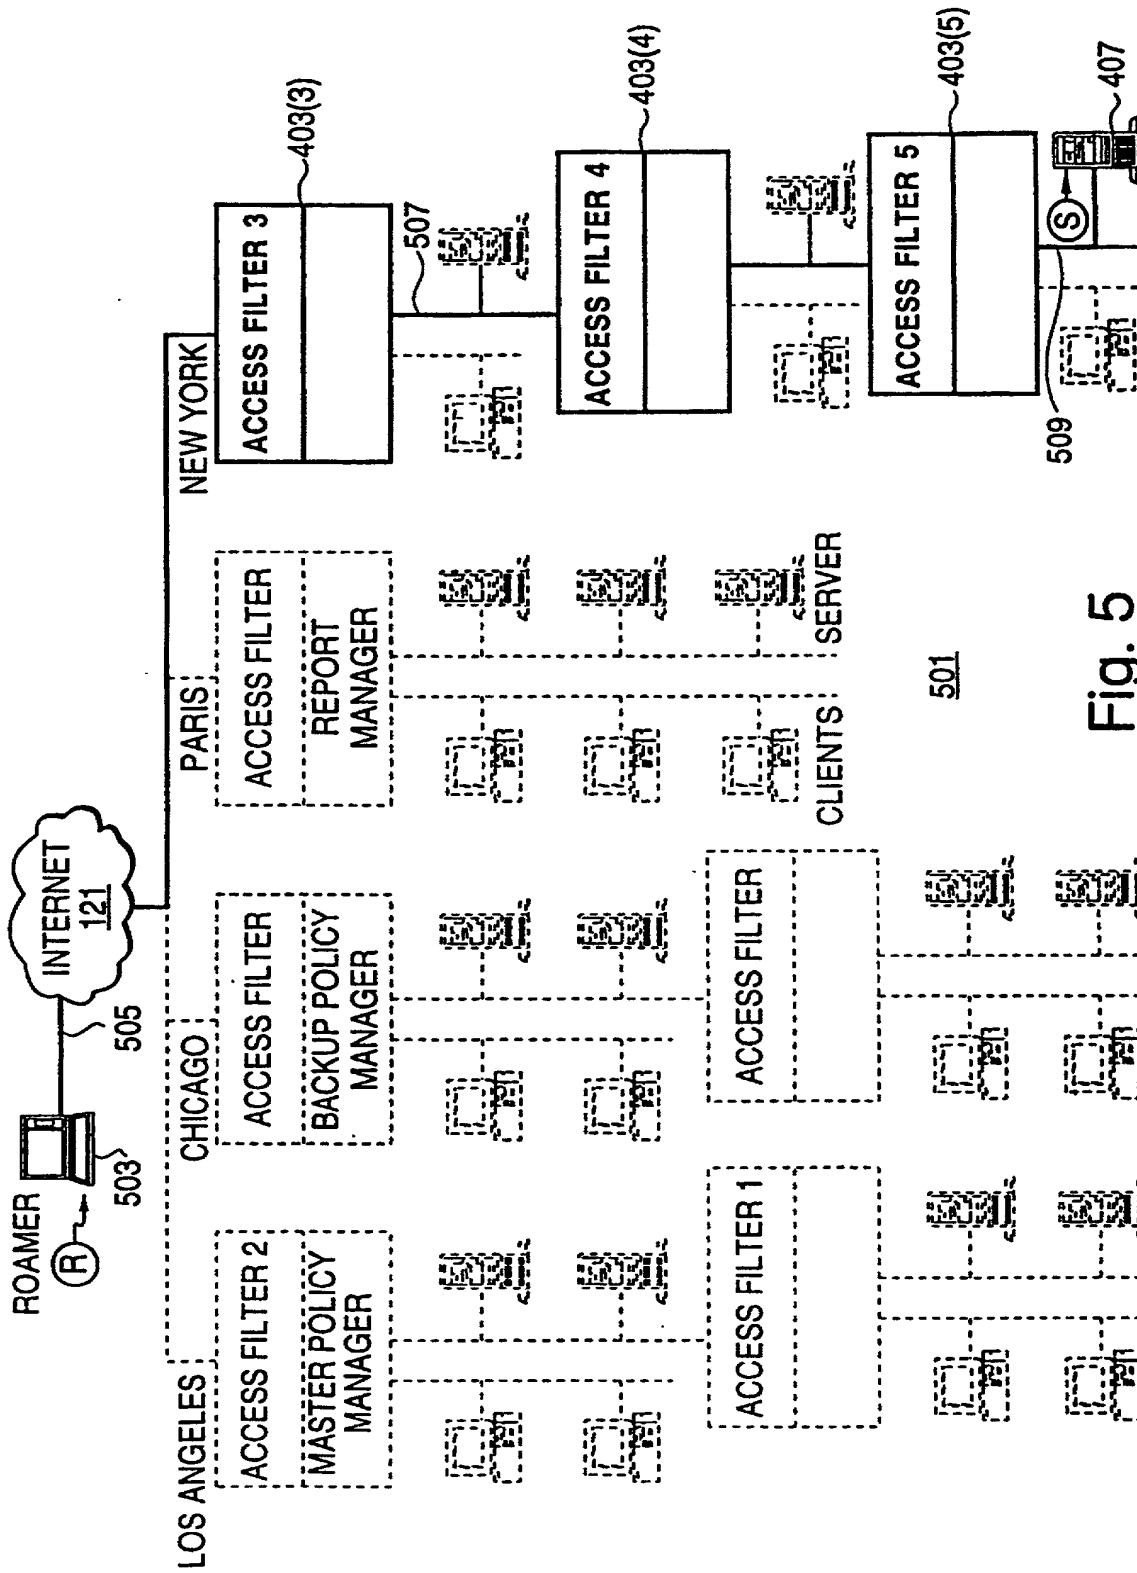 ROAMER
R
503
505
INTERNET
121
LOS ANGELES
CHICAGO
PARIS
NEW YORK
ACCESS FILTER 2
MASTER POLICY
MANAGER
ACCESS FILTER
BACKUP POLICY
MANAGER
ACCESS FILTER
REPORT
MANAGER
ACCESS FILTER 3
403(3)
507
ACCESS FILTER 4
403(4)
ACCESS FILTER 1
ACCESS FILTER
CLIENTS
SERVER
ACCESS FILTER 5
403(5)
509
S
407
501
Fig. 5